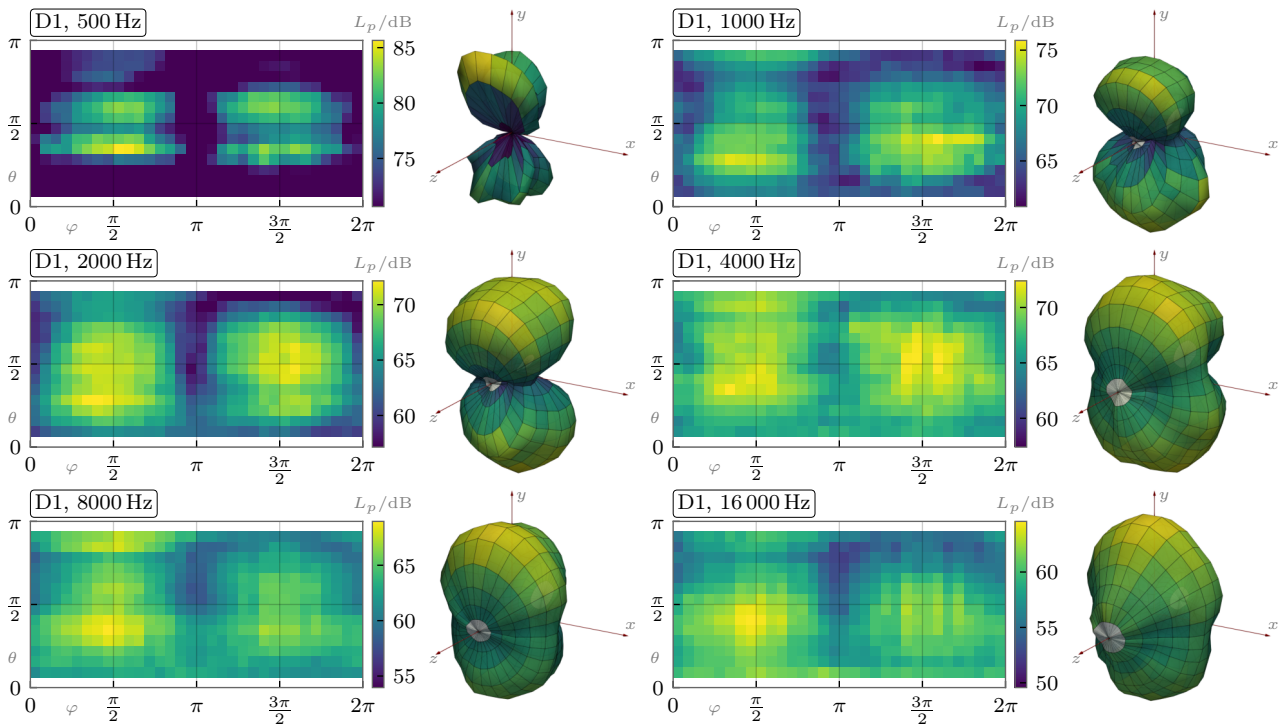 D1, 500 Hz
L_p/dB
π
π/2
θ
0
0 φ π/2 π 3π/2 2π
85
80
75
y
x
z
D1, 1000 Hz
L_p/dB
π
π/2
θ
0
0 φ π/2 π 3π/2 2π
75
70
65
y
x
z
D1, 2000 Hz
L_p/dB
π
π/2
θ
0
0 φ π/2 π 3π/2 2π
70
65
60
y
x
z
D1, 4000 Hz
L_p/dB
π
π/2
θ
0
0 φ π/2 π 3π/2 2π
70
65
60
y
x
z
D1, 8000 Hz
L_p/dB
π
π/2
θ
0
0 φ π/2 π 3π/2 2π
65
60
55
y
x
z
D1, 16 000 Hz
L_p/dB
π
π/2
θ
0
0 φ π/2 π 3π/2 2π
60
55
50
y
x
z